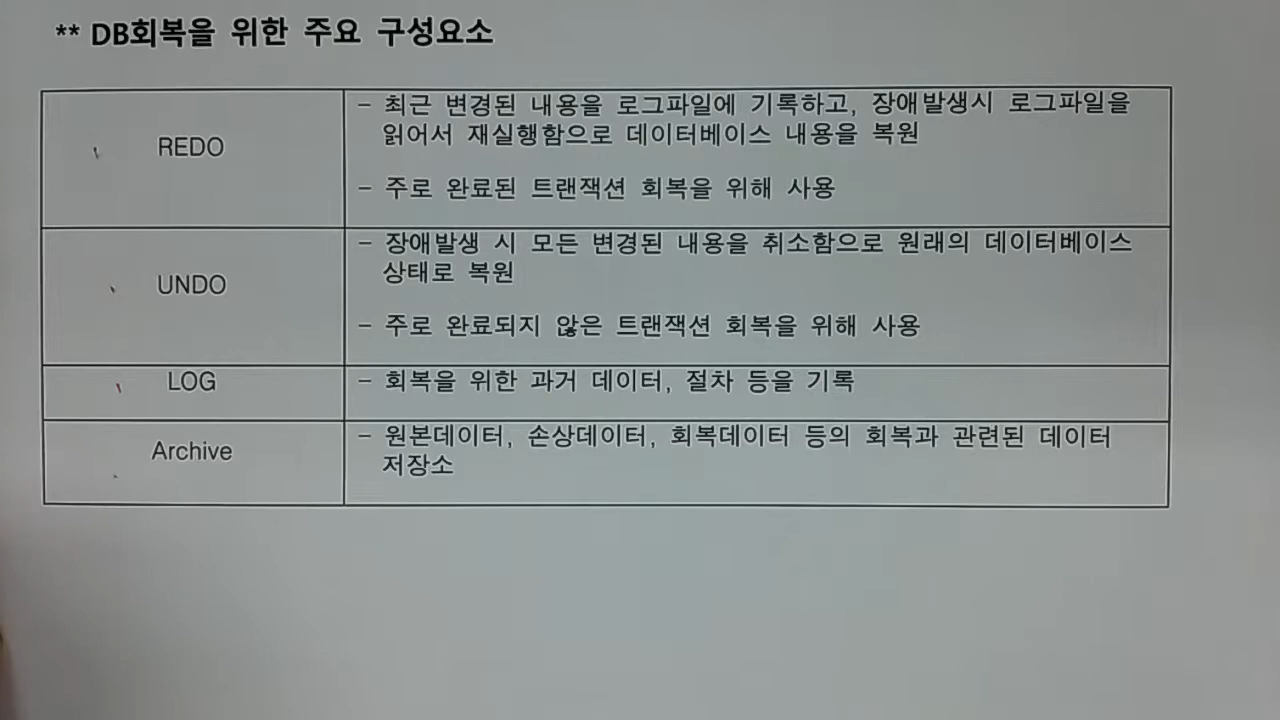 ** DB회복을 위한 주요 구성요소
REDO
- 최근 변경된 내용을 로그파일에 기록하고, 장애발생시 로그파일을
읽어서 재실행함으로 데이터베이스 내용을 복원
- 주로 완료된 트랜잭션 회복을 위해 사용
UNDO
- 장애발생 시 모든 변경된 내용을 취소함으로 원래의 데이터베이스
상태로 복원
- 주로 완료되지 않은 트랜잭션 회복을 위해 사용
LOG
- 회복을 위한 과거 데이터, 절차 등을 기록
Archive
- 원본데이터, 손상데이터, 회복데이터 등의 회복과 관련된 데이터
저장소